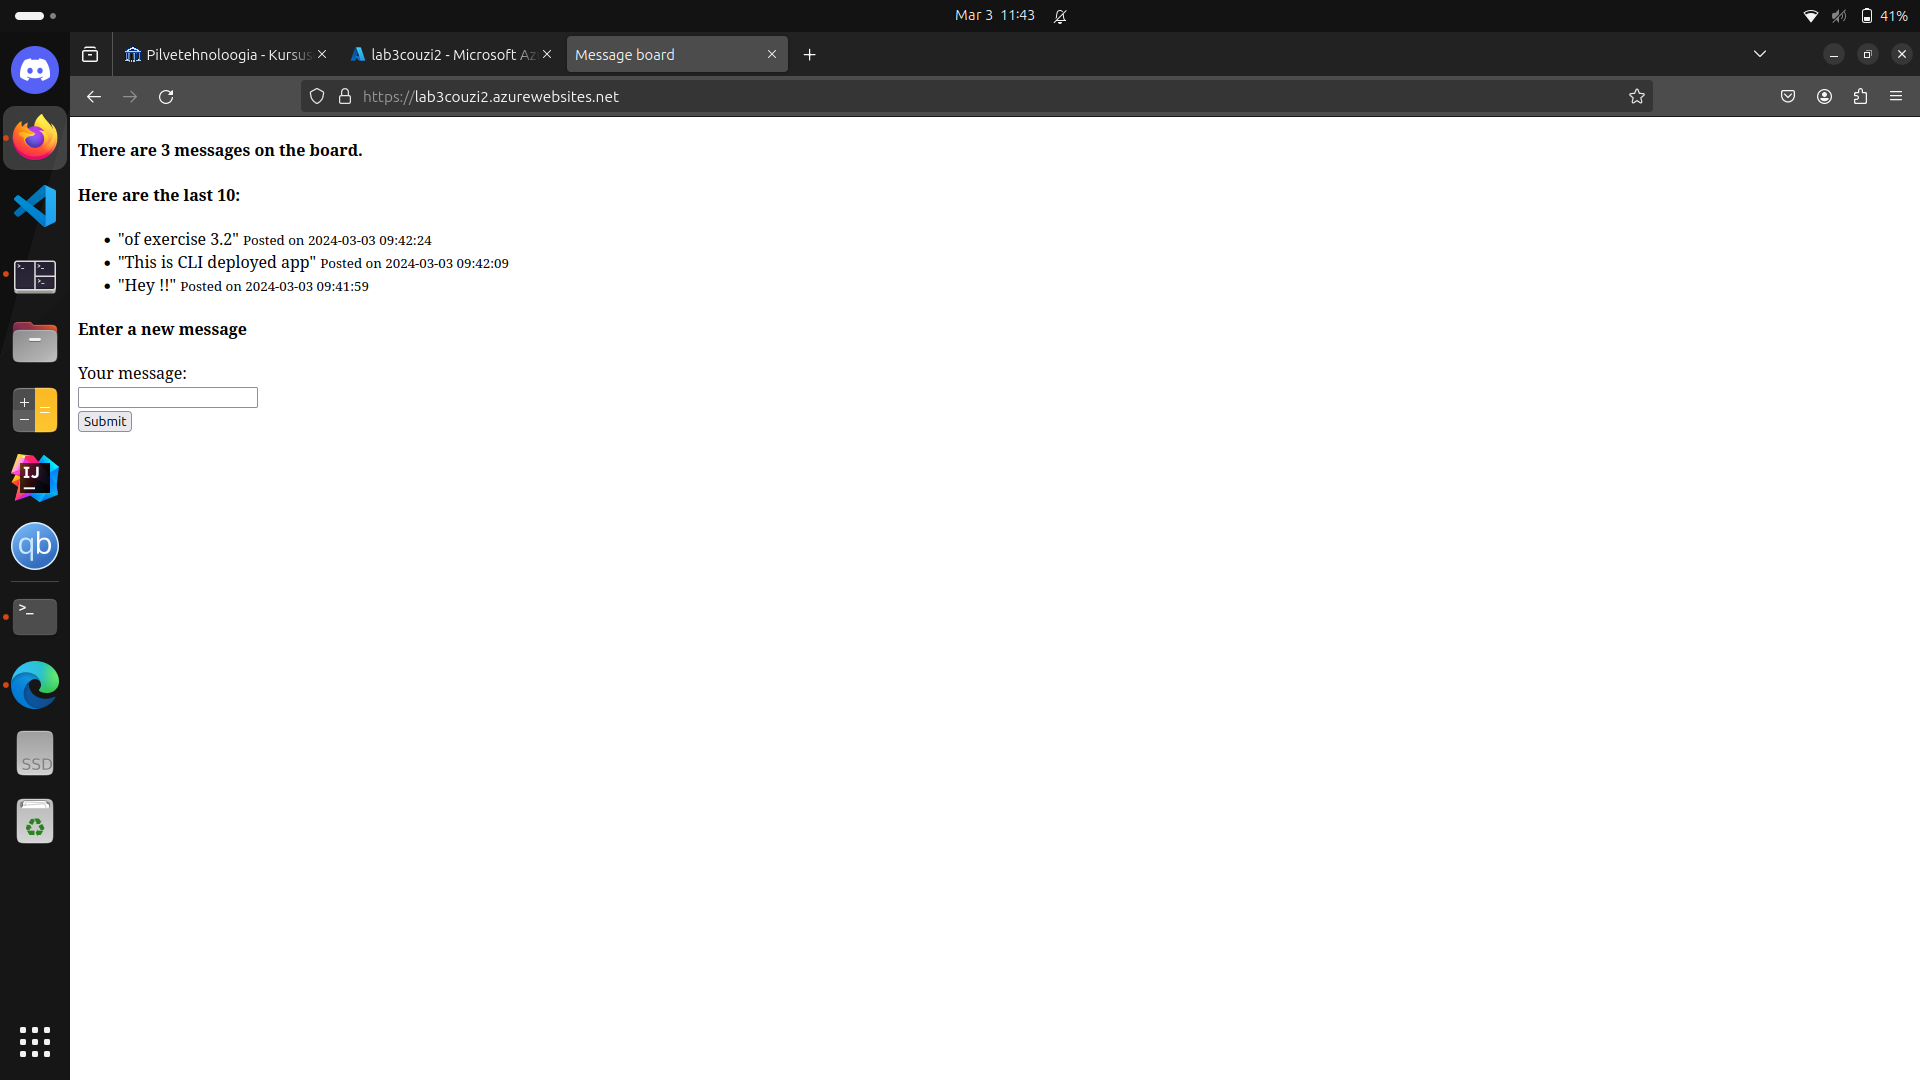 Mar 3 11:43
41%
Pilvetehnoloogia - Kursus
lab3couzi2 - Microsoft Az
Message board
https://lab3couzi2.azurewebsites.net
There are 3 messages on the board.
Here are the last 10:
"of exercise 3.2" Posted on 2024-03-03 09:42:24
"This is CLI deployed app" Posted on 2024-03-03 09:42:09
"Hey !!" Posted on 2024-03-03 09:41:59
Enter a new message
Your message:
Submit
IJ
qb
>_
SSD